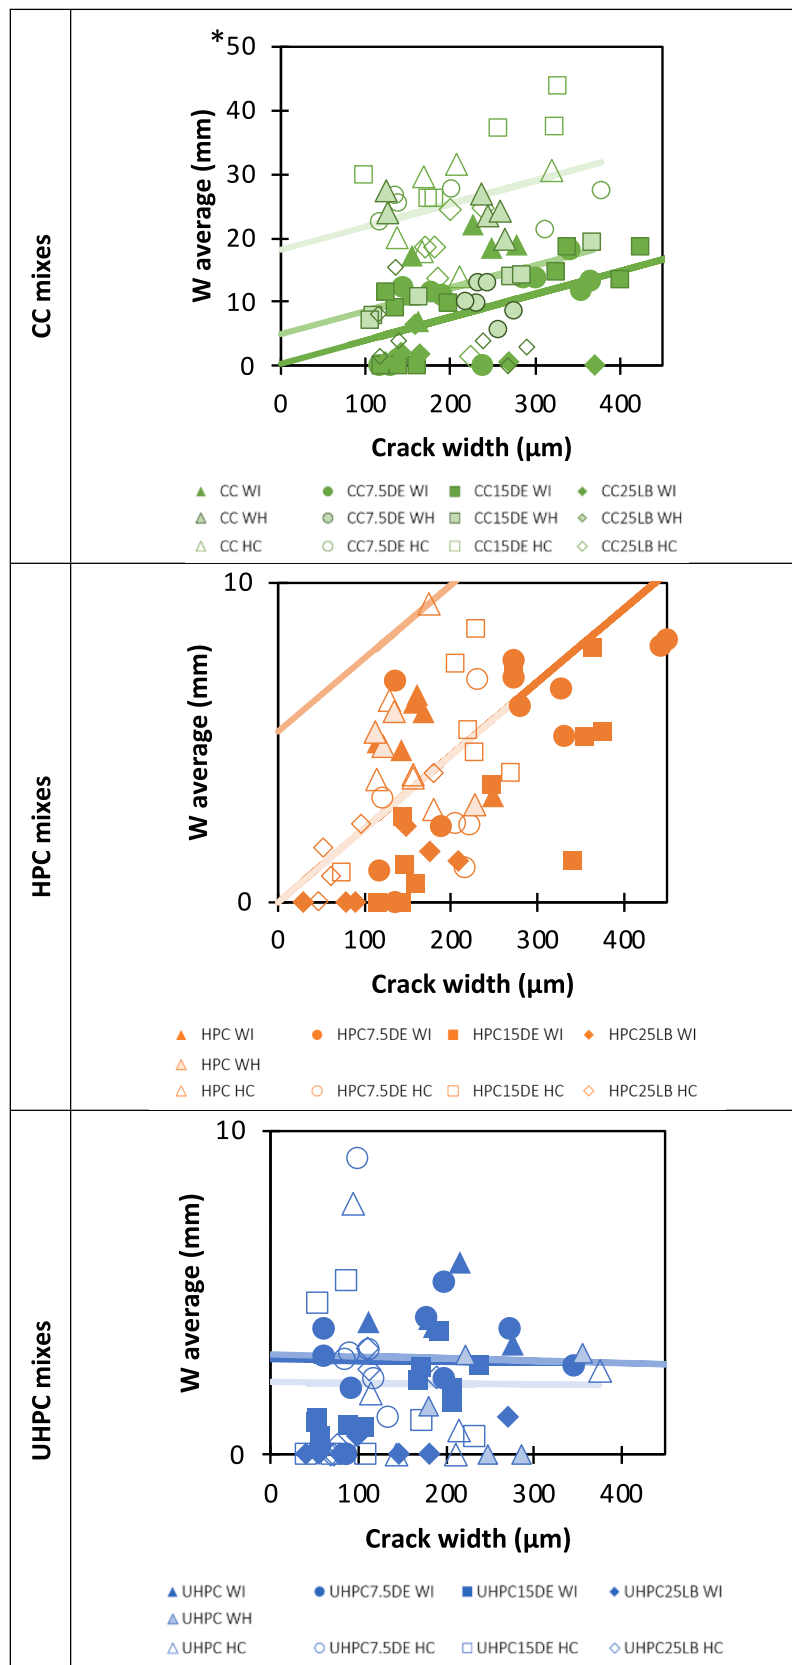 CC mixes
*50
40
30
20
10
0
W average (mm)
0 100 200 300 400
Crack width (µm)
CC WI CC7.5DE WI CC15DE WI CC25LB WI
CC WH CC7.5DE WH CC15DE WH CC25LB WH
CC HC CC7.5DE HC CC15DE HC CC25LB HC
HPC mixes
10
0
W average (mm)
0 100 200 300 400
Crack width (µm)
HPC WI HPC7.5DE WI HPC15DE WI HPC25LB WI
HPC WH
HPC HC HPC7.5DE HC HPC15DE HC HPC25LB HC
UHPC mixes
10
0
W average (mm)
0 100 200 300 400
Crack width (µm)
UHPC WI UHPC7.5DE WI UHPC15DE WI UHPC25LB WI
UHPC WH
UHPC HC UHPC7.5DE HC UHPC15DE HC UHPC25LB HC